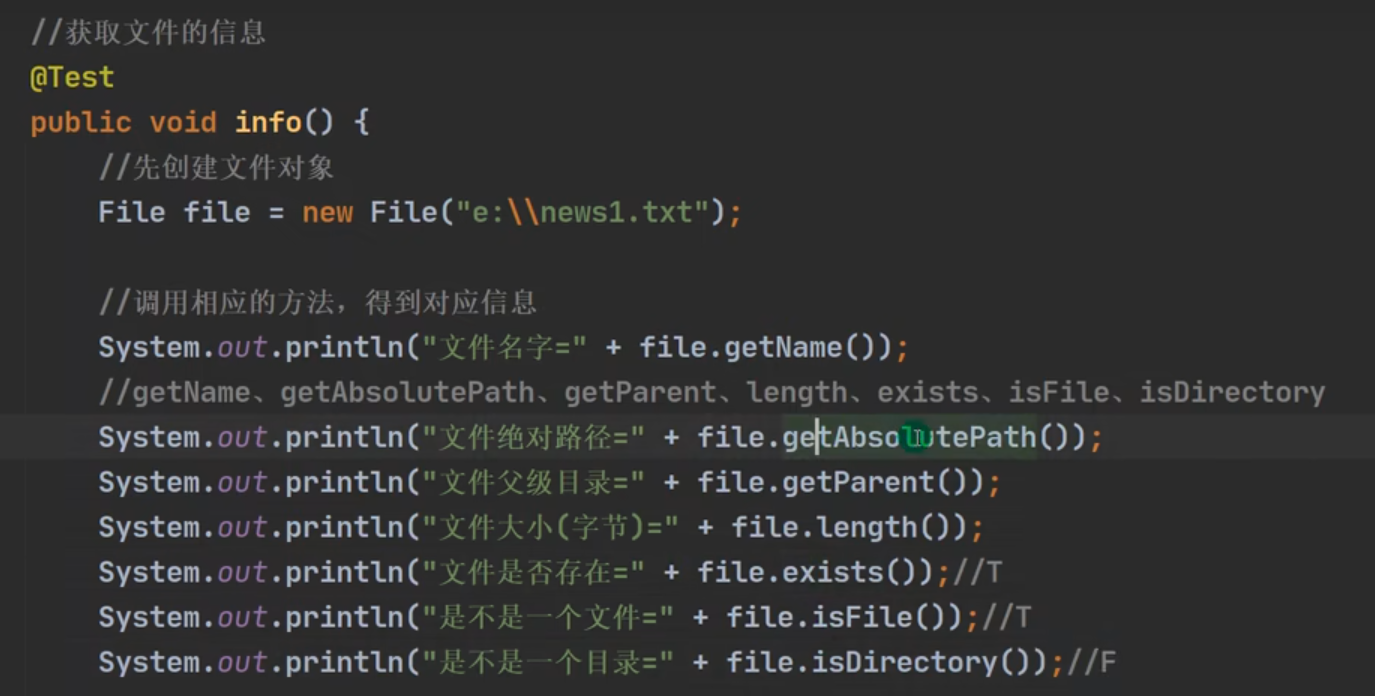 //获取文件的信息
@Test
public void info() {
//先创建文件对象
File file = new File("e:\\news1.txt");
//调用相应的方法，得到对应信息
System.out.println("文件名字=" + file.getName());
//getName、getAbsolutePath、getParent、length、exists、isFile、isDirectory
System.out.println("文件绝对路径=" + file.getAbsolutePath());
System.out.println("文件父级目录=" + file.getParent());
System.out.println("文件大小(字节)=" + file.length());
System.out.println("文件是否存在=" + file.exists());//T
System.out.println("是不是一个文件=" + file.isFile());//T
System.out.println("是不是一个目录=" + file.isDirectory());//F